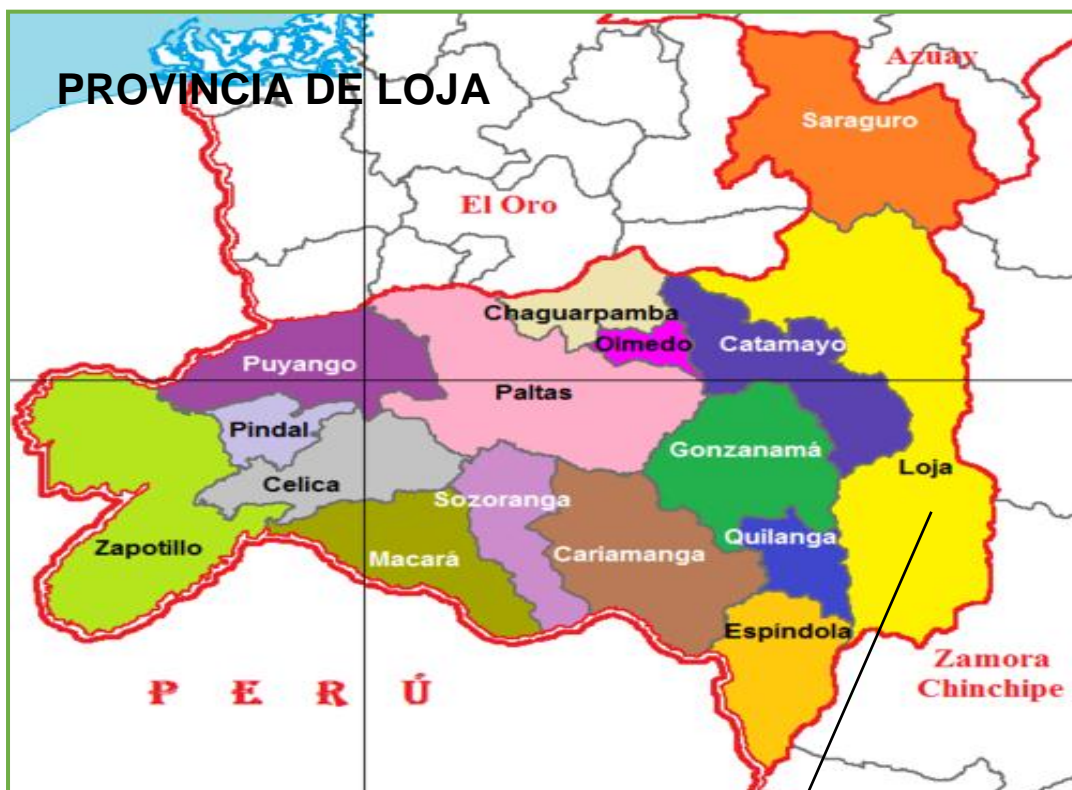 PROVINCIA DE LOJA
Azuay
Saraguro
El Oro
Chaguarpamba
Olmedo
Catamayo
Puyango
Paltas
Pindal
Gonzanamá
Loja
Celica
Sozoranga
Zapotillo
Macará
Cariamanga
Quilanga
Espíndola
Zamora
Chinchipe
PERÚ